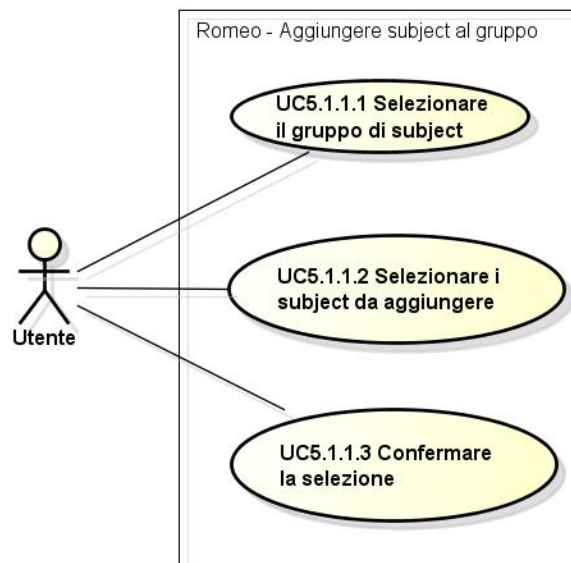 Romeo - Aggiungere subject al gruppo
UC5.1.1.1 Selezionare
il gruppo di subject
UC5.1.1.2 Selezionare i
subject da aggiungere
Utente
UC5.1.1.3 Confermare
la selezione